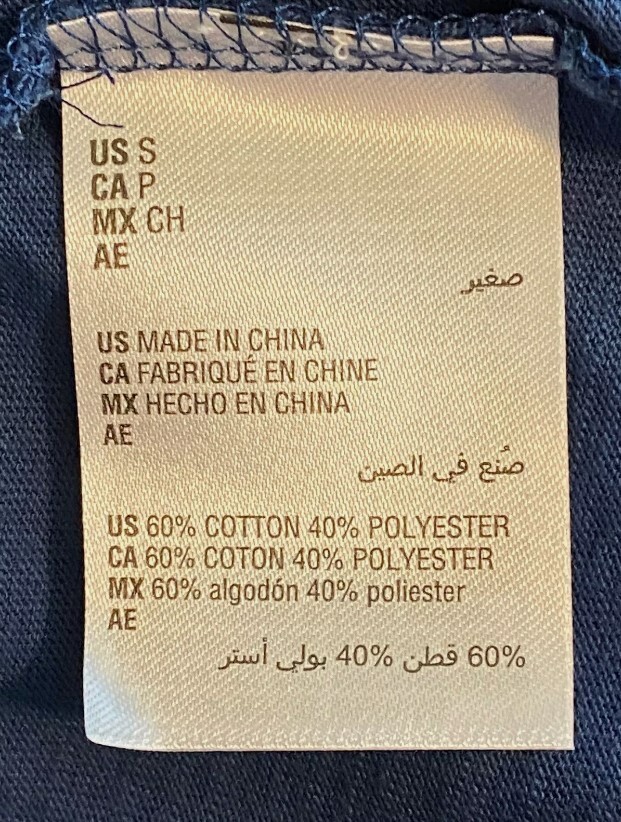 US S
CA P
MX CH
AE
صغير
US MADE IN CHINA
CA FABRIQUÉ EN CHINE
MX HECHO EN CHINA
AE
صُنع في الصين
US 60% COTTON 40% POLYESTER
CA 60% COTON 40% POLYESTER
MX 60% algodón 40% poliester
AE
60% قطن 40% بولي أستر